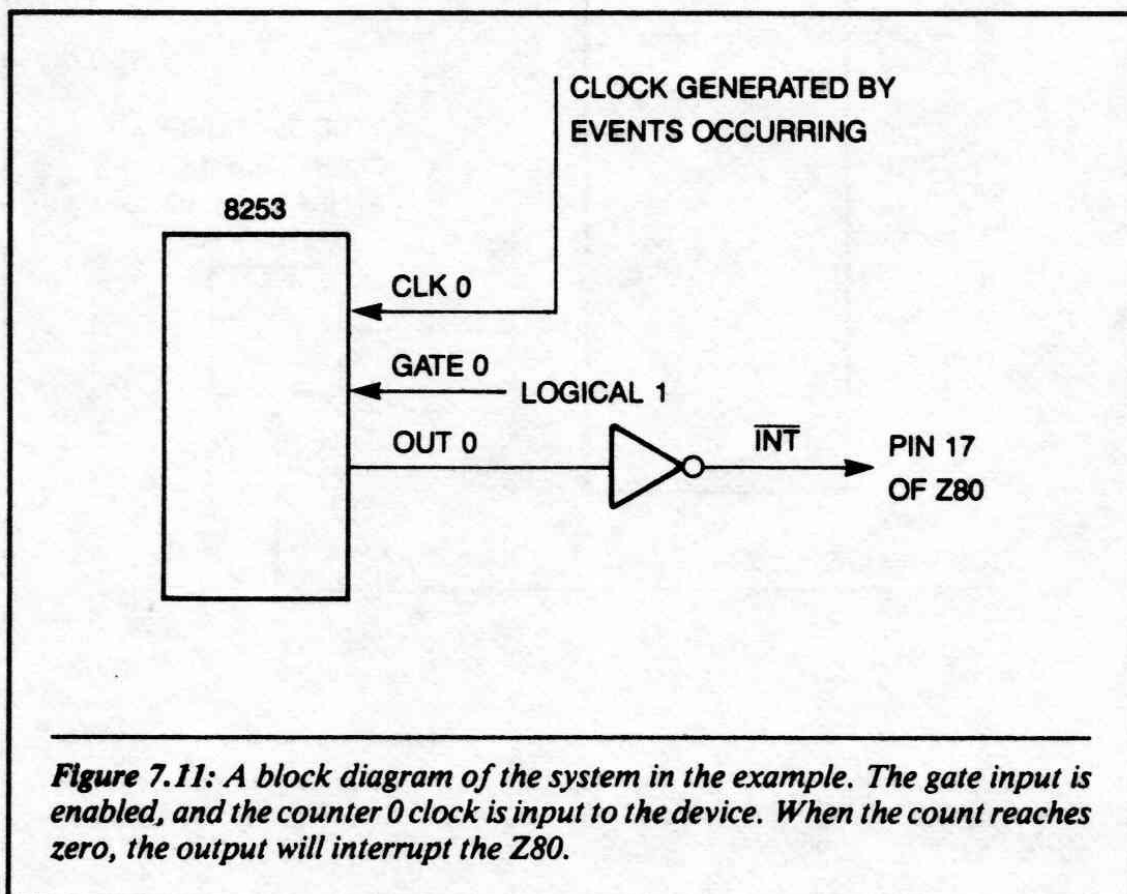 CLOCK GENERATED BY
EVENTS OCCURRING
8253
CLK 0
GATE 0
LOGICAL 1
OUT 0
INT
PIN 17
OF Z80
Figure 7.11: A block diagram of the system in the example. The gate input is
enabled, and the counter 0 clock is input to the device. When the count reaches
zero, the output will interrupt the Z80.